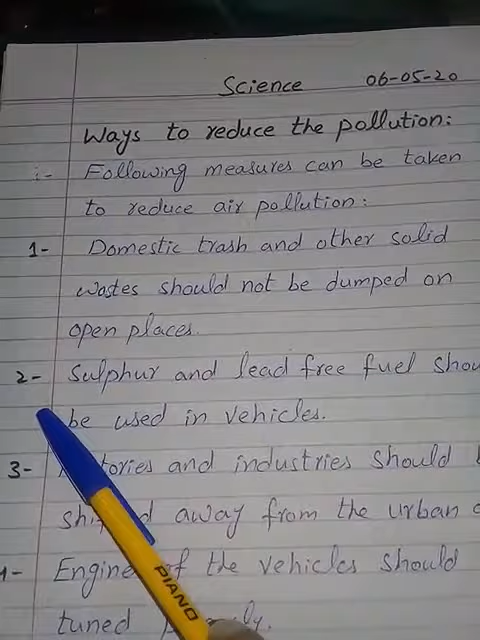 Science 06-05-20
Ways to reduce the pollution:
:- Following measures can be taken
to reduce air pollution:
1- Domestic trash and other solid
wastes should not be dumped on
open places.
2- Sulphur and lead free fuel shou
be used in vehicles.
3- and industries should
away from the urban
Engine of the vehicles should
tuned
PIANO